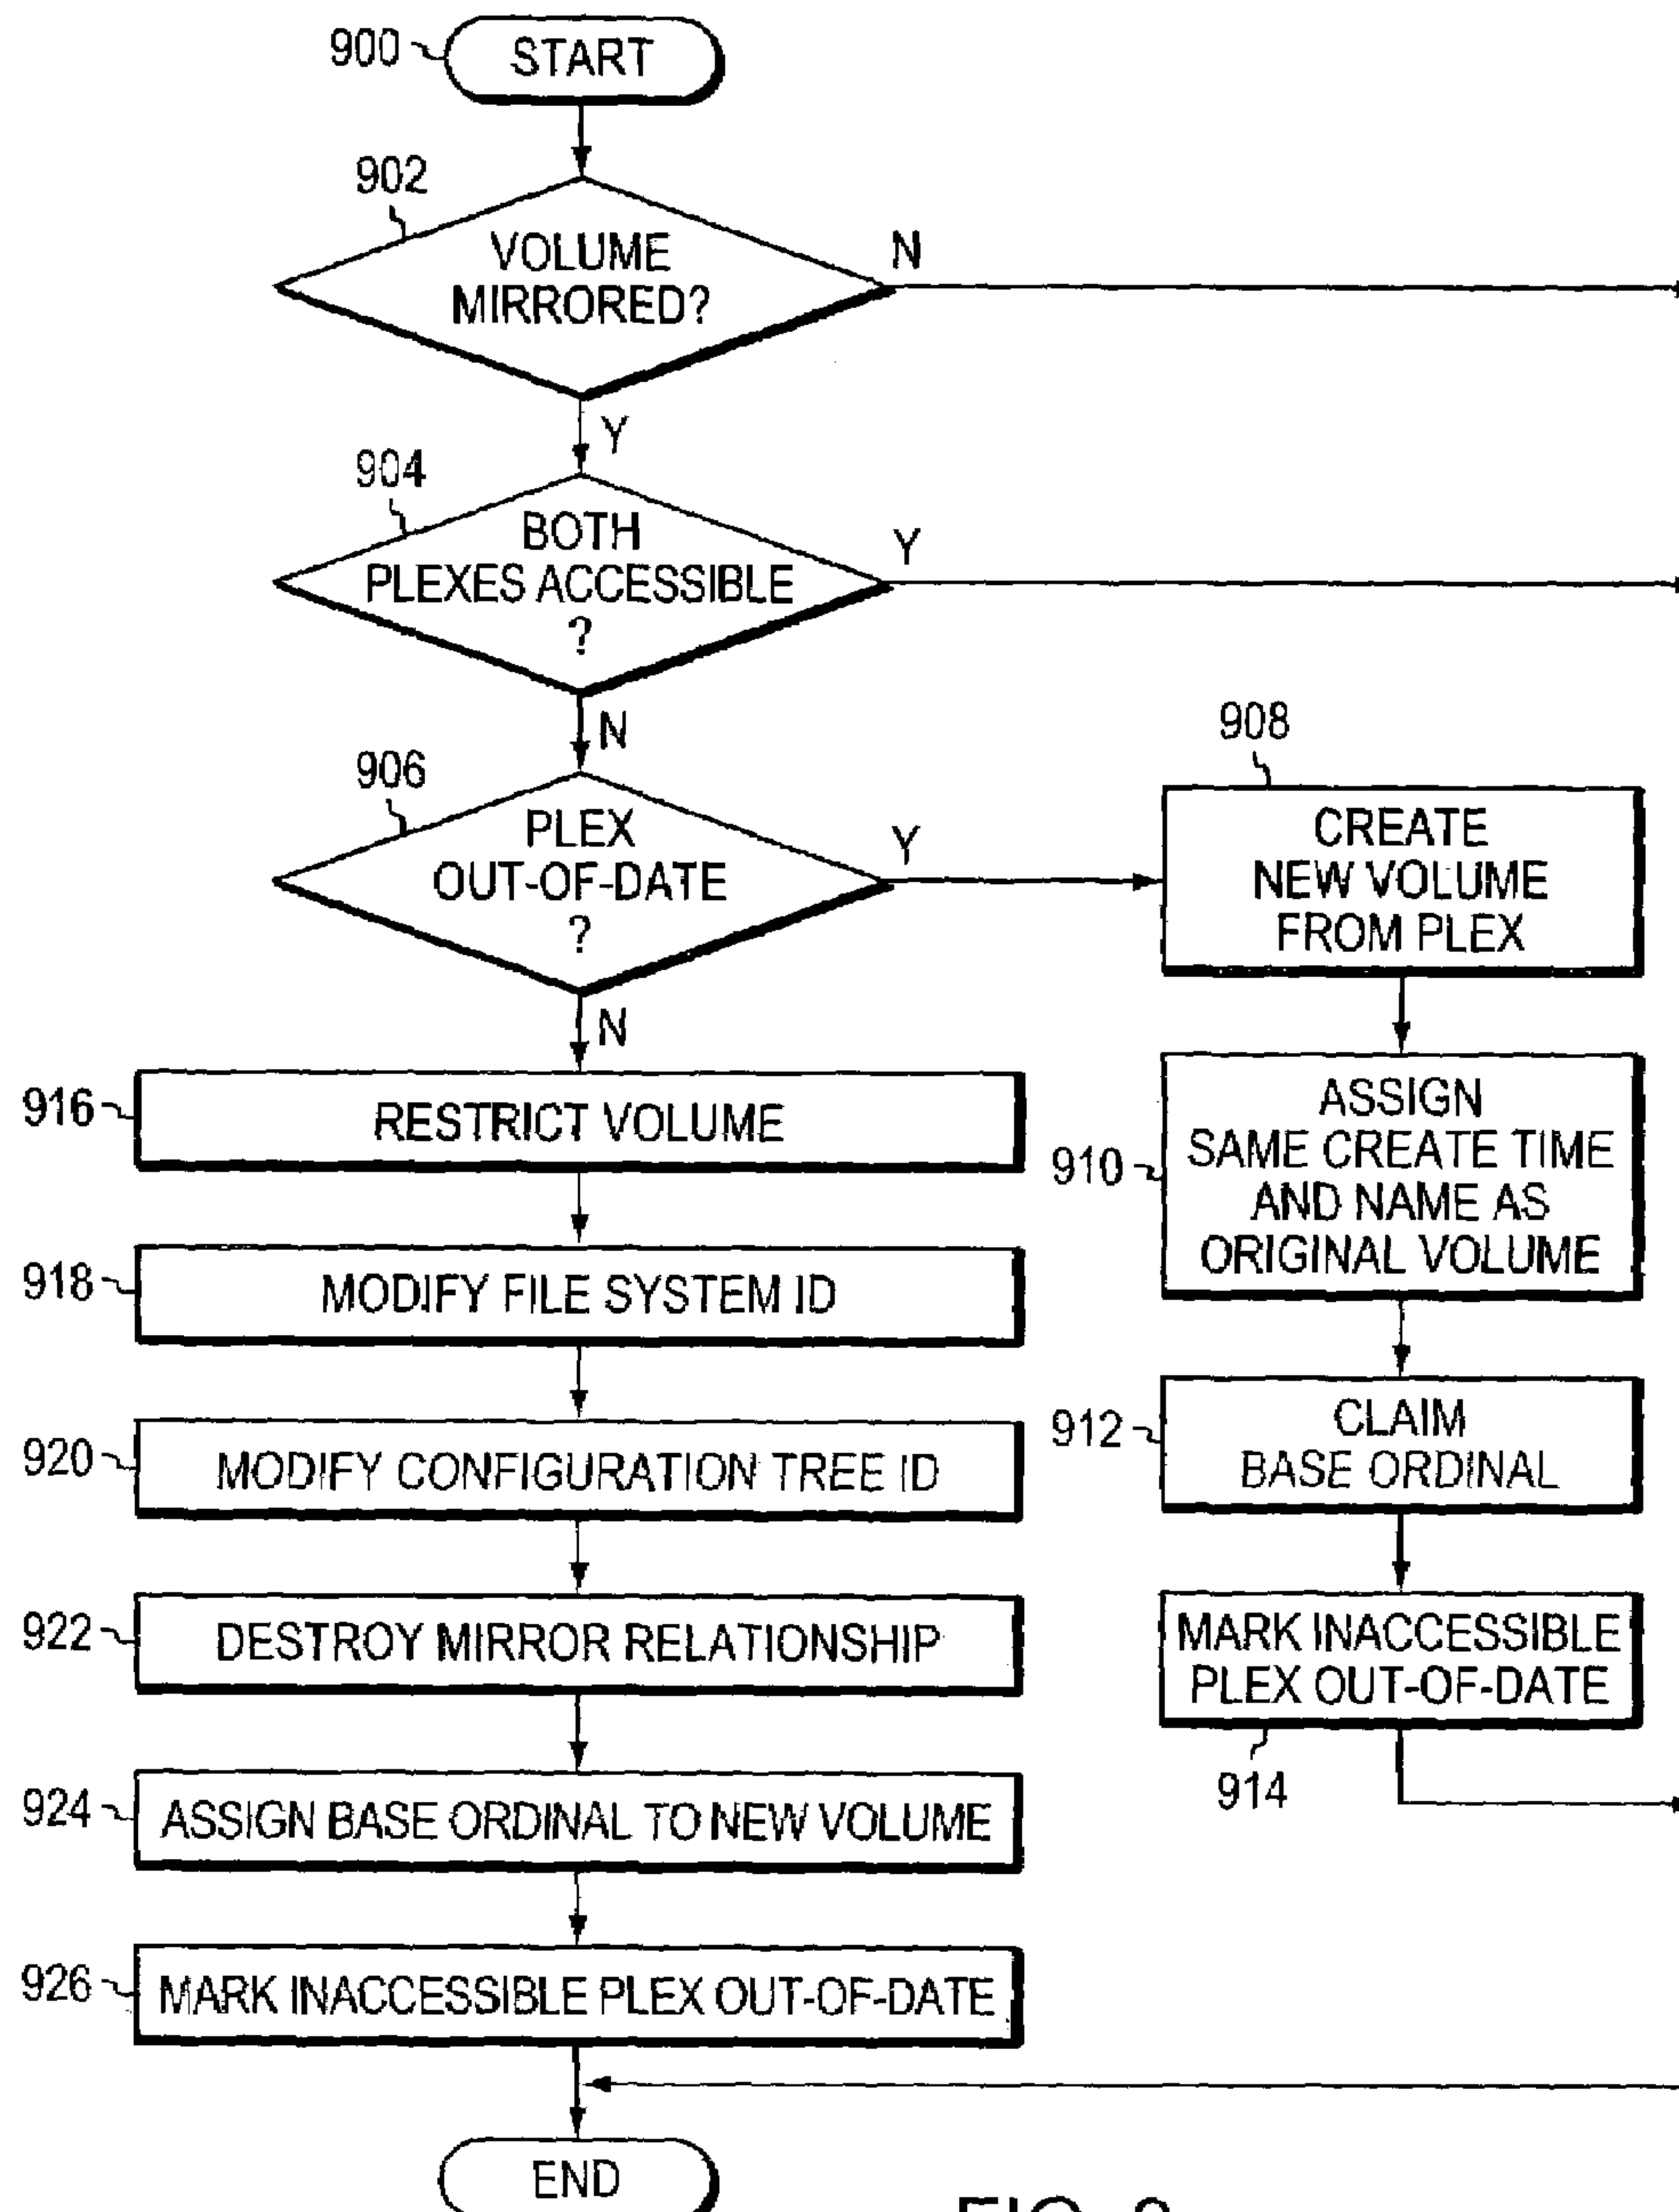 900
START
902
VOLUME
MIRRORED?
N
Y
904
BOTH
PLEXES ACCESSIBLE
?
Y
N
906
PLEX
OUT-OF-DATE
?
Y
N
908
CREATE
NEW VOLUME
FROM PLEX
910
ASSIGN
SAME CREATE TIME
AND NAME AS
ORIGINAL VOLUME
912
CLAIM
BASE ORDINAL
MARK INACCESSIBLE
PLEX OUT-OF-DATE
914
916
RESTRICT VOLUME
918
MODIFY FILE SYSTEM ID
920
MODIFY CONFIGURATION TREE ID
922
DESTROY MIRROR RELATIONSHIP
924
ASSIGN BASE ORDINAL TO NEW VOLUME
926
MARK INACCESSIBLE PLEX OUT-OF-DATE
END
FIG.